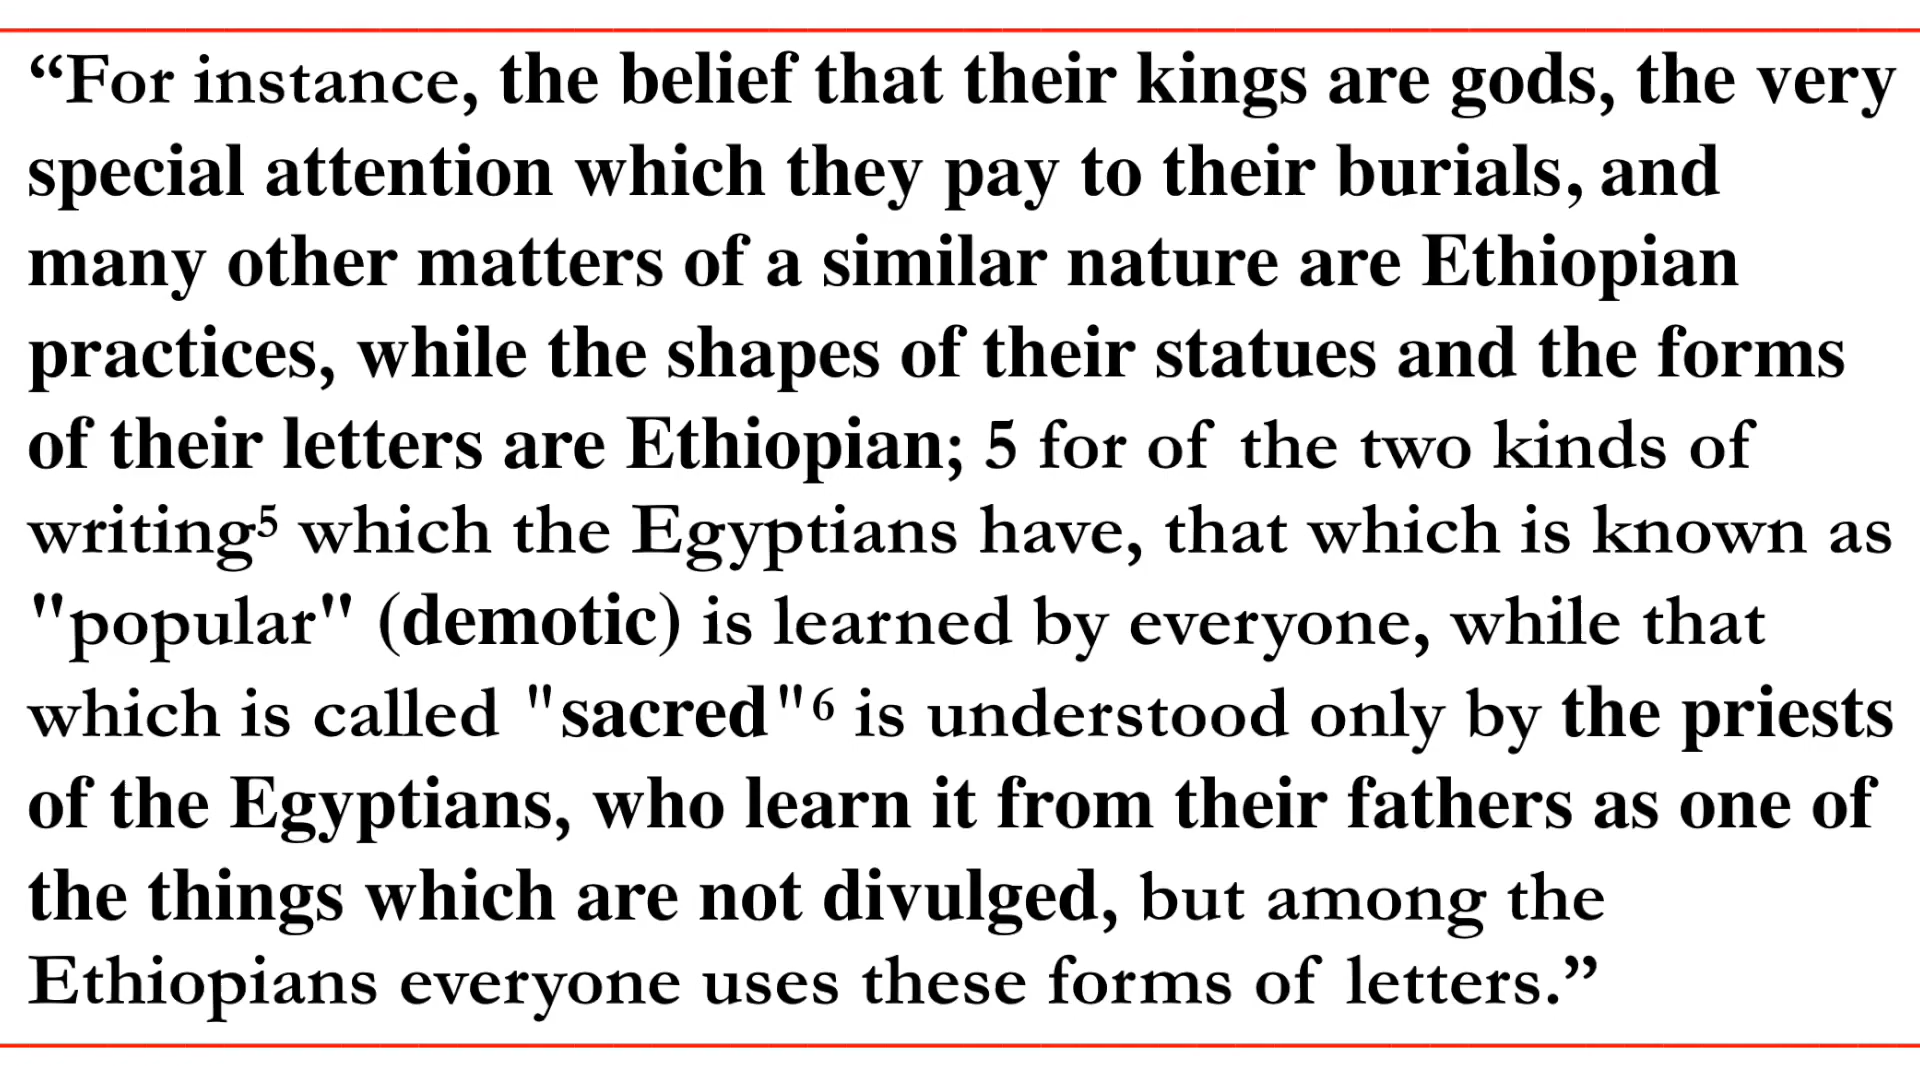 “For instance, the belief that their kings are gods, the very
special attention which they pay to their burials, and
many other matters of a similar nature are Ethiopian
practices, while the shapes of their statues and the forms
of their letters are Ethiopian; 5 for of the two kinds of
writing⁵ which the Egyptians have, that which is known as
"popular" (demotic) is learned by everyone, while that
which is called "sacred"⁶ is understood only by the priests
of the Egyptians, who learn it from their fathers as one of
the things which are not divulged, but among the
Ethiopians everyone uses these forms of letters.”